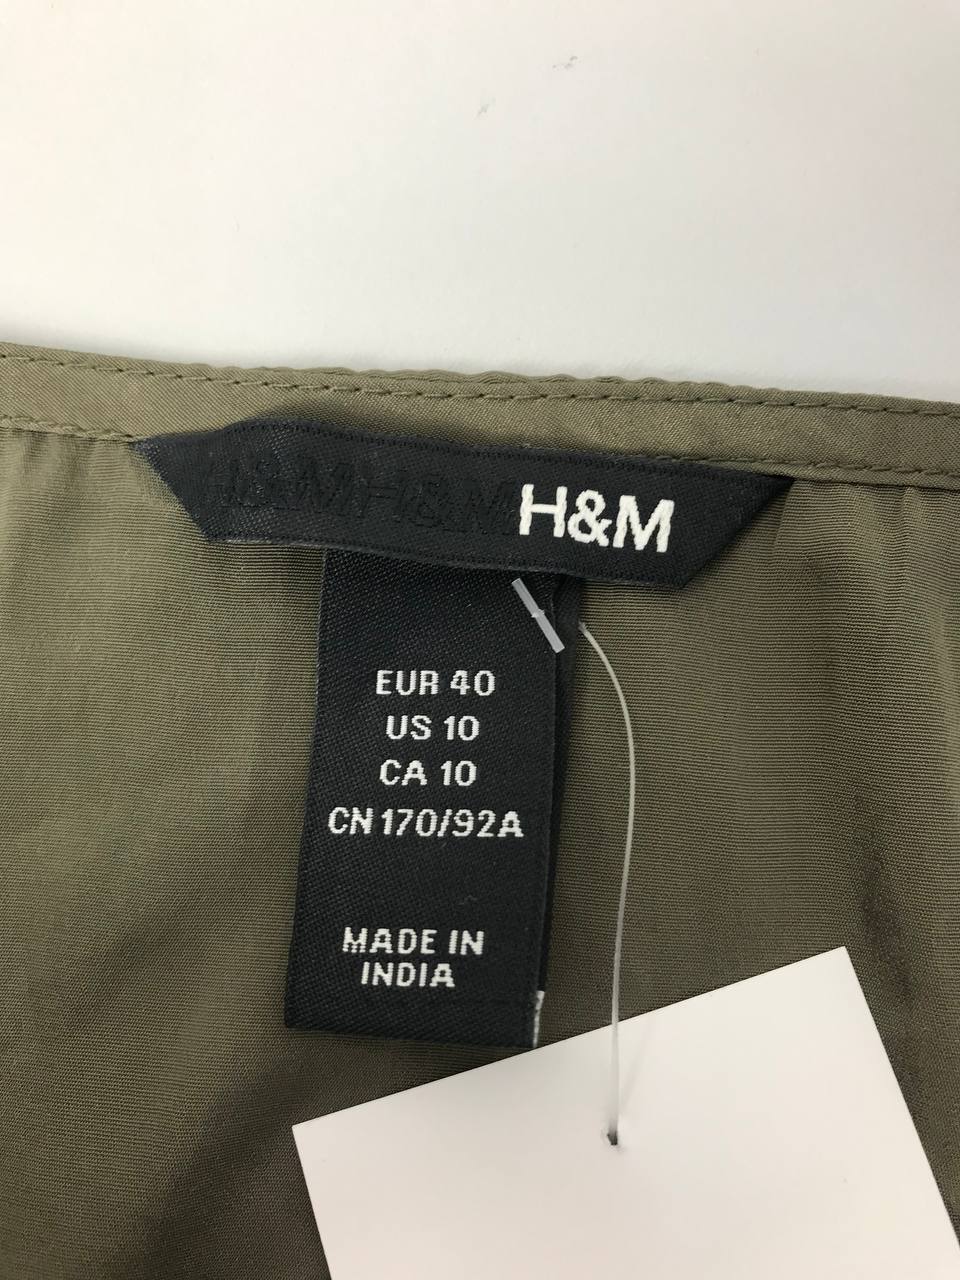 H&M H&M H&M
EUR 40
US 10
CA 10
CN 170/92A
MADE IN
INDIA